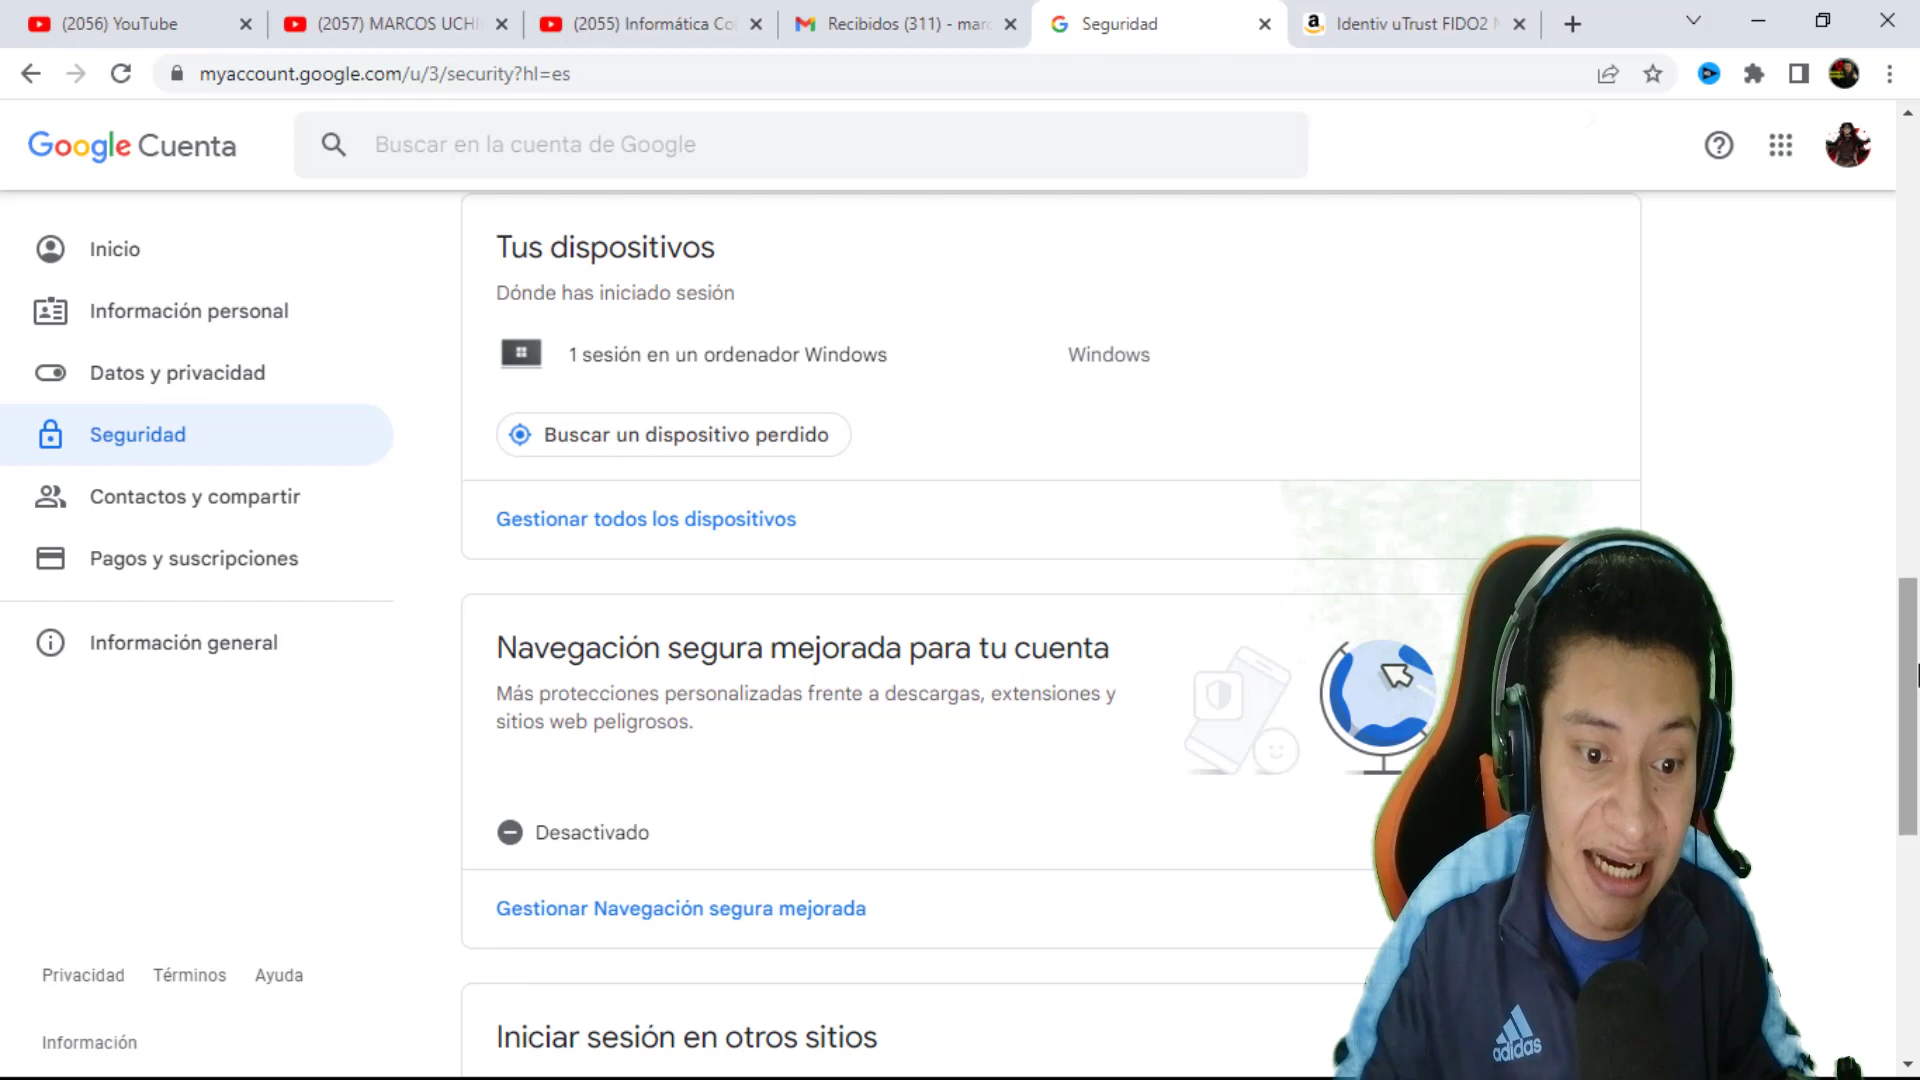 (2056) YouTube
(2057) MARCOS UCHI
(2055) Informática Co
Recibidos (311) - marc
Seguridad
Identiv uTrust FIDO2 N
myaccount.google.com/u/3/security?hl=es
Google Cuenta
Buscar en la cuenta de Google
Inicio
Información personal
Datos y privacidad
Seguridad
Contactos y compartir
Pagos y suscripciones
Información general
Privacidad Términos Ayuda
Información
Tus dispositivos
Dónde has iniciado sesión
1 sesión en un ordenador Windows
Windows
Buscar un dispositivo perdido
Gestionar todos los dispositivos
Navegación segura mejorada para tu cuenta
Más protecciones personalizadas frente a descargas, extensiones y
sitios web peligrosos.
Desactivado
Gestionar Navegación segura mejorada
Iniciar sesión en otros sitios
adidas